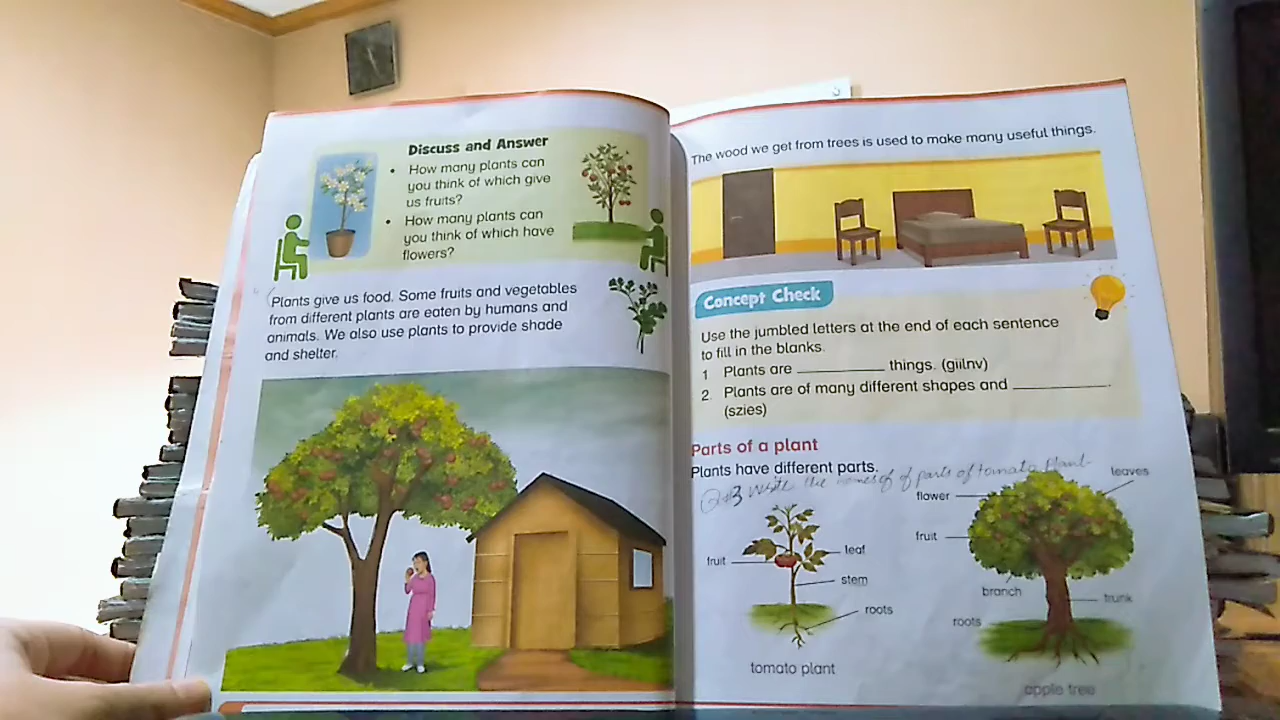 Discuss and Answer
• How many plants can
you think of which give
us fruits?
• How many plants can
you think of which have
flowers?
Plants give us food. Some fruits and vegetables
from different plants are eaten by humans and
animals. We also use plants to provide shade
and shelter.
The wood we get from trees is used to make many useful things.
Concept Check
Use the jumbled letters at the end of each sentence
to fill in the blanks.
1 Plants are __________ things. (giilnv)
2. Plants are of many different shapes and __________.
(szies)
Parts of a plant
Plants have different parts.
Write the names of of parts of tomato plant
fruit
leaf
stem
roots
tomato plant
leaves
flower
fruit
branch
trunk
roots
apple tree